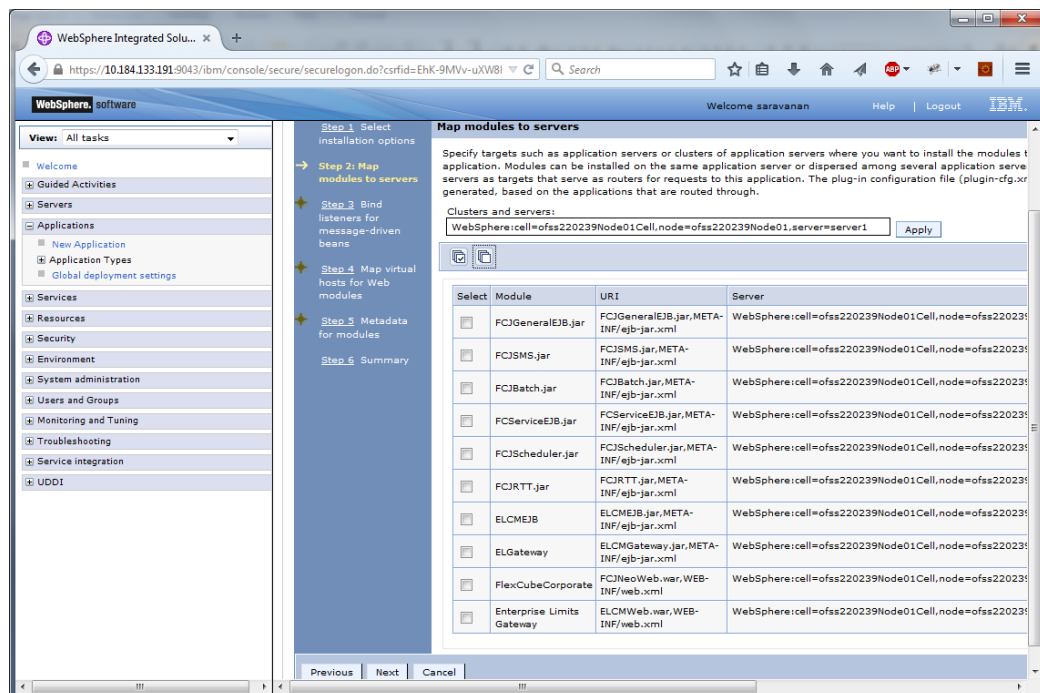 WebSphere Integrated Solu...
https://10.184.133.191:9043/ibm/console/secure/securelogon.do?csrfid=EhK-9MVv-uXW8I
Search
ABP
WebSphere. software
Welcome saravanan
Help | Logout
IBM.
View: All tasks
Welcome
Guided Activities
Servers
Applications
New Application
Application Types
Global deployment settings
Services
Resources
Security
Environment
System administration
Users and Groups
Monitoring and Tuning
Troubleshooting
Service integration
UDDI
Step 1 Select
installation options
Step 2: Map
modules to servers
Step 3 Bind
listeners for
message-driven
beans
Step 4 Map virtual
hosts for Web
modules
Step 5 Metadata
for modules
Step 6 Summary
Map modules to servers
Specify targets such as application servers or clusters of application servers where you want to install the modules t
application. Modules can be installed on the same application server or dispersed among several application serve
servers as targets that serve as routers for requests to this application. The plug-in configuration file (plugin-cfg.xr
generated, based on the applications that are routed through.
Clusters and servers:
WebSphere:cell=ofss220239Node01Cell,node=ofss220239Node01,server=server1
Apply
Select Module URI Server
FCJGeneralEJB.jar FCJGeneralEJB.jar,META-INF/ejb-jar.xml WebSphere:cell=ofss220239Node01Cell,node=ofss220239
FCJSMS.jar FCJSMS.jar,META-INF/ejb-jar.xml WebSphere:cell=ofss220239Node01Cell,node=ofss220239
FCJBatch.jar FCJBatch.jar,META-INF/ejb-jar.xml WebSphere:cell=ofss220239Node01Cell,node=ofss220239
FCServiceEJB.jar FCServiceEJB.jar,META-INF/ejb-jar.xml WebSphere:cell=ofss220239Node01Cell,node=ofss220239
FCJScheduler.jar FCJScheduler.jar,META-INF/ejb-jar.xml WebSphere:cell=ofss220239Node01Cell,node=ofss220239
FCJRTT.jar FCJRTT.jar,META-INF/ejb-jar.xml WebSphere:cell=ofss220239Node01Cell,node=ofss220239
ELCMEJB ELCMEJB.jar,META-INF/ejb-jar.xml WebSphere:cell=ofss220239Node01Cell,node=ofss220239
ELGateway ELCMGateway.jar,META-INF/ejb-jar.xml WebSphere:cell=ofss220239Node01Cell,node=ofss220239
FlexCubeCorporate FCJNeoWeb.war,WEB-INF/web.xml WebSphere:cell=ofss220239Node01Cell,node=ofss220239
Enterprise Limits Gateway ELCMWeb.war,WEB-INF/web.xml WebSphere:cell=ofss220239Node01Cell,node=ofss220239
Previous Next Cancel